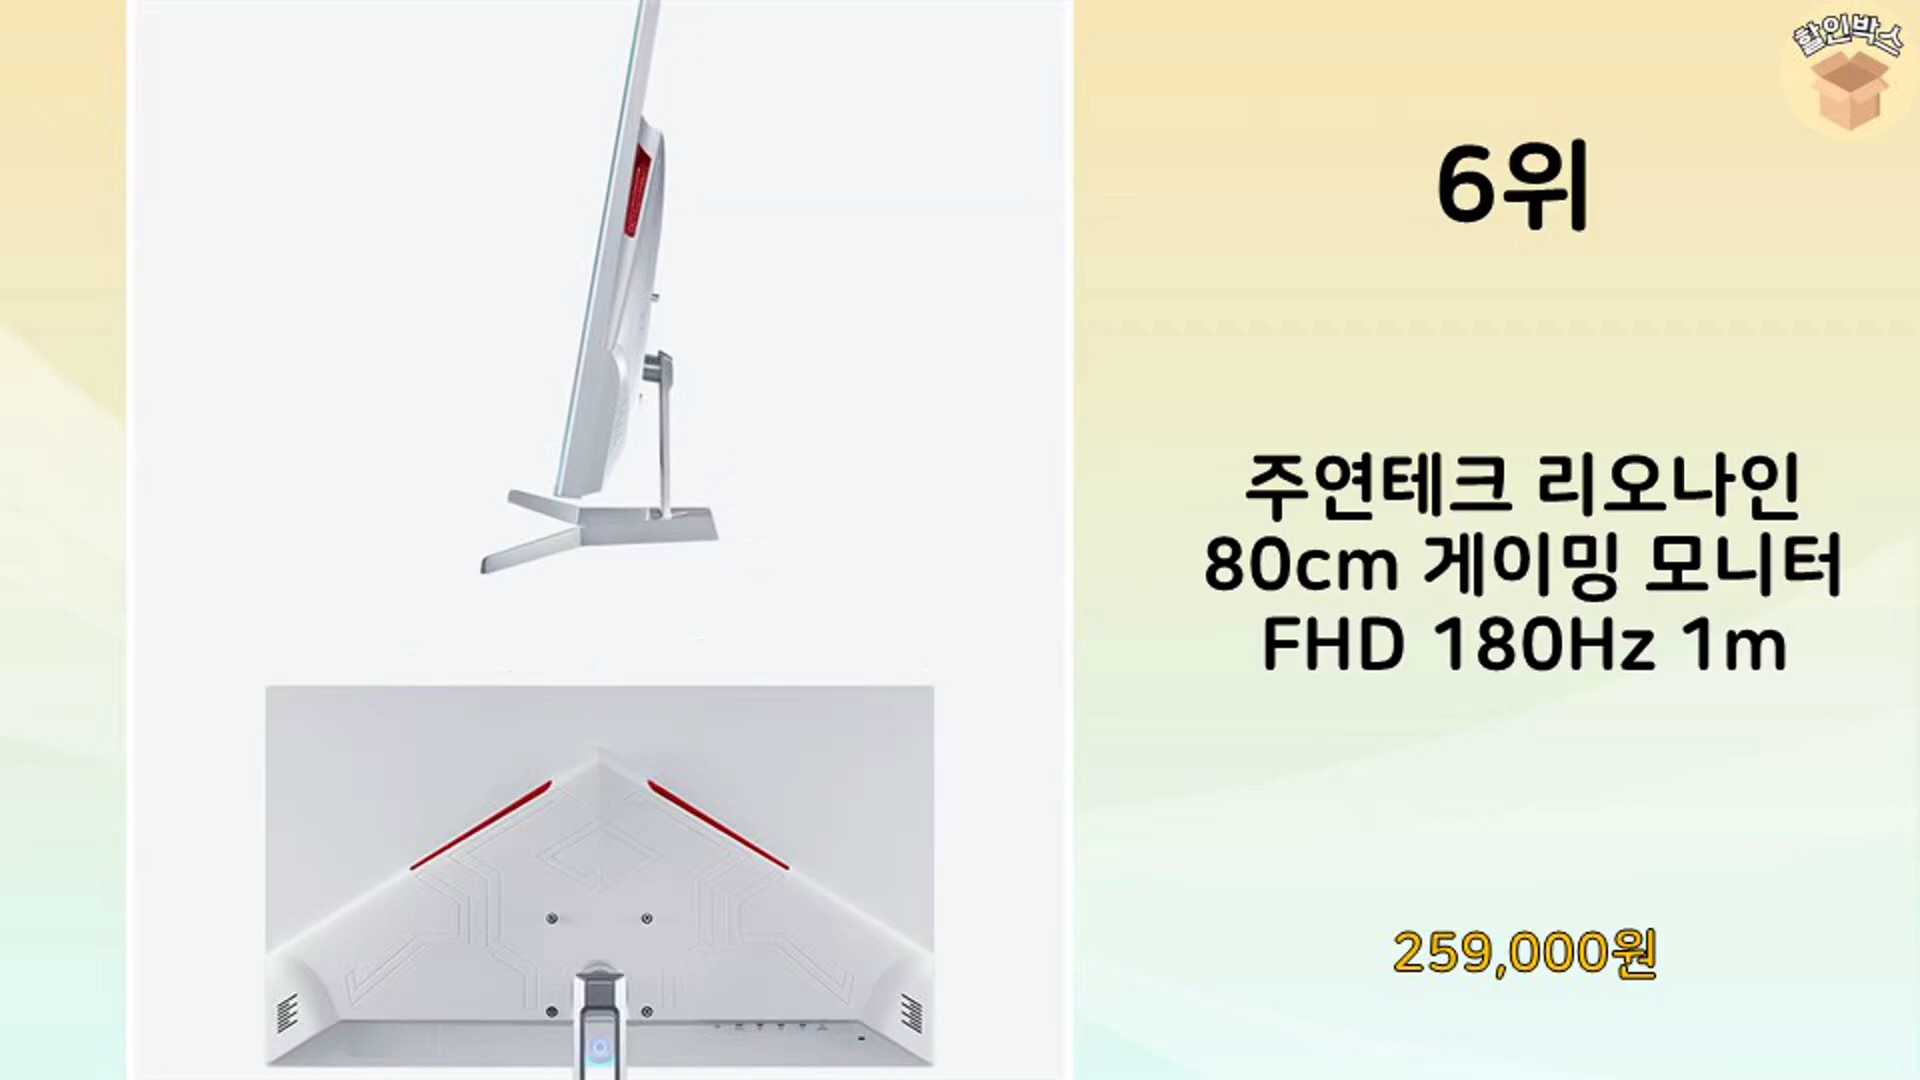 할인박스
6위
주연테크 리오나인
80cm 게이밍 모니터
FHD 180Hz 1m
259,000원